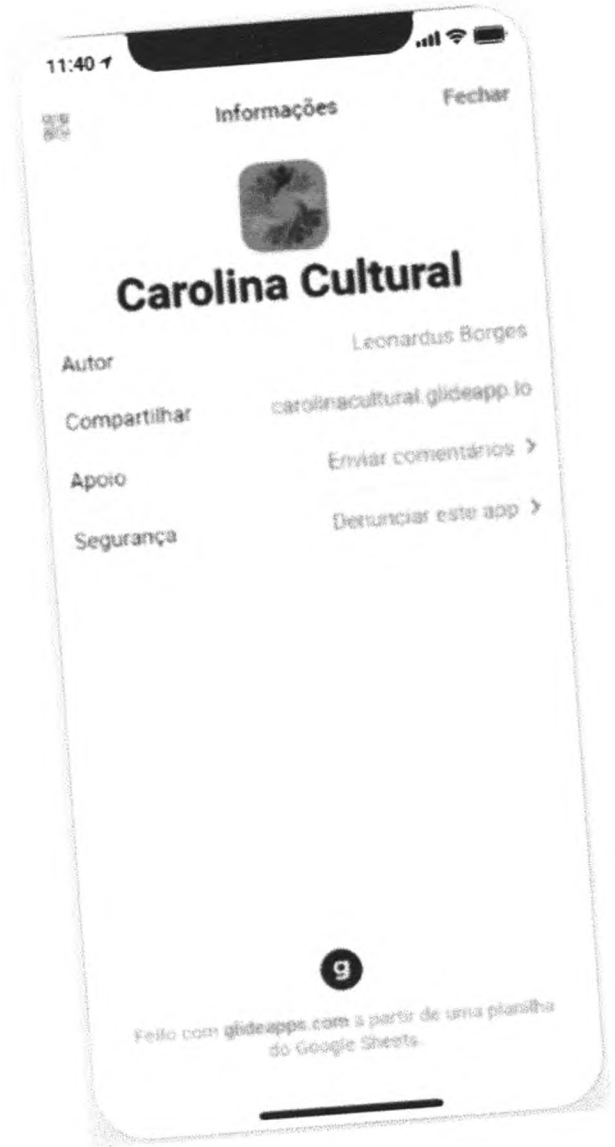 11:40
Informações
Fechar
Carolina Cultural
Autor
Leonardus Borges
Compartilhar
carolinacultural.glideapp.io
Apoio
Enviar comentários >
Segurança
Denunciar este app >
g
Feito com glideapps.com a partir de uma planilha
do Google Sheets.